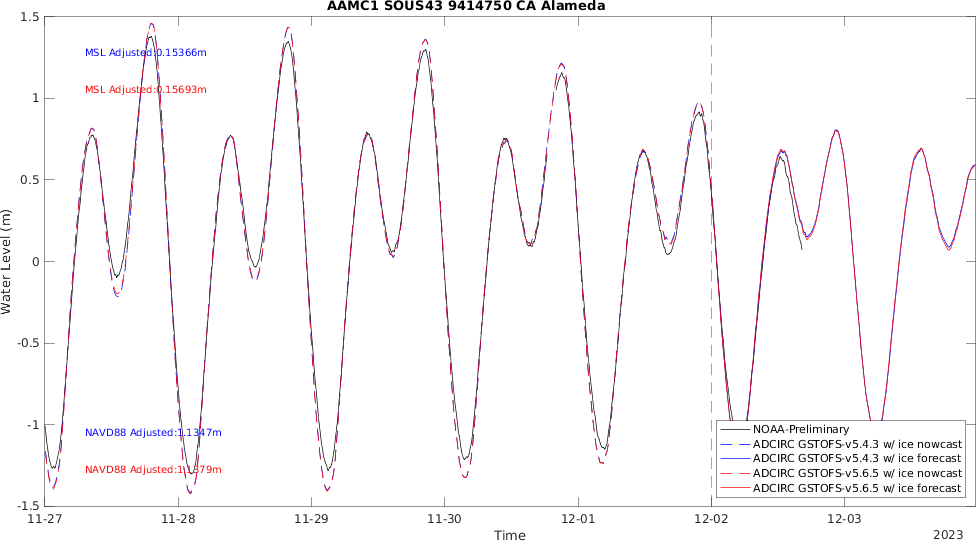 AAMC1 SOUS43 9414750 CA Alameda
1.5
1
0.5
0
-0.5
-1
-1.5
Water Level (m)
MSL Adjusted:0.15366m
MSL Adjusted:0.15693m
NAVD88 Adjusted:1.1347m
NAVD88 Adjusted:1.1379m
NOAA-Preliminary
ADCIRC GSTOFS-v5.4.3 w/ ice nowcast
ADCIRC GSTOFS-v5.4.3 w/ ice forecast
ADCIRC GSTOFS-v5.6.5 w/ ice nowcast
ADCIRC GSTOFS-v5.6.5 w/ ice forecast
11-27 11-28 11-29 11-30 12-01 12-02 12-03
Time
2023